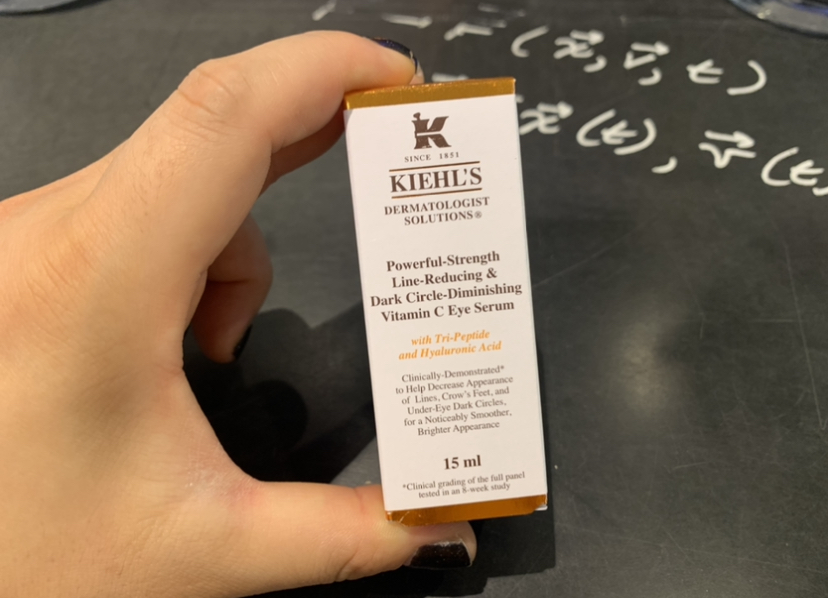 K
SINCE 1851
KIEHL'S
DERMATOLOGIST
SOLUTIONS®
Powerful-Strength
Line-Reducing &
Dark Circle-Diminishing
Vitamin C Eye Serum
with Tri-Peptide
and Hyaluronic Acid
Clinically-Demonstrated*
to Help Decrease Appearance
of Lines, Crow's Feet, and
Under-Eye Dark Circles,
for a Noticeably Smoother,
Brighter Appearance
15 ml
*Clinical grading of the full panel
tested in an 8-week study
(x⃗, v⃗, t)
x⃗(t), v⃗(t)